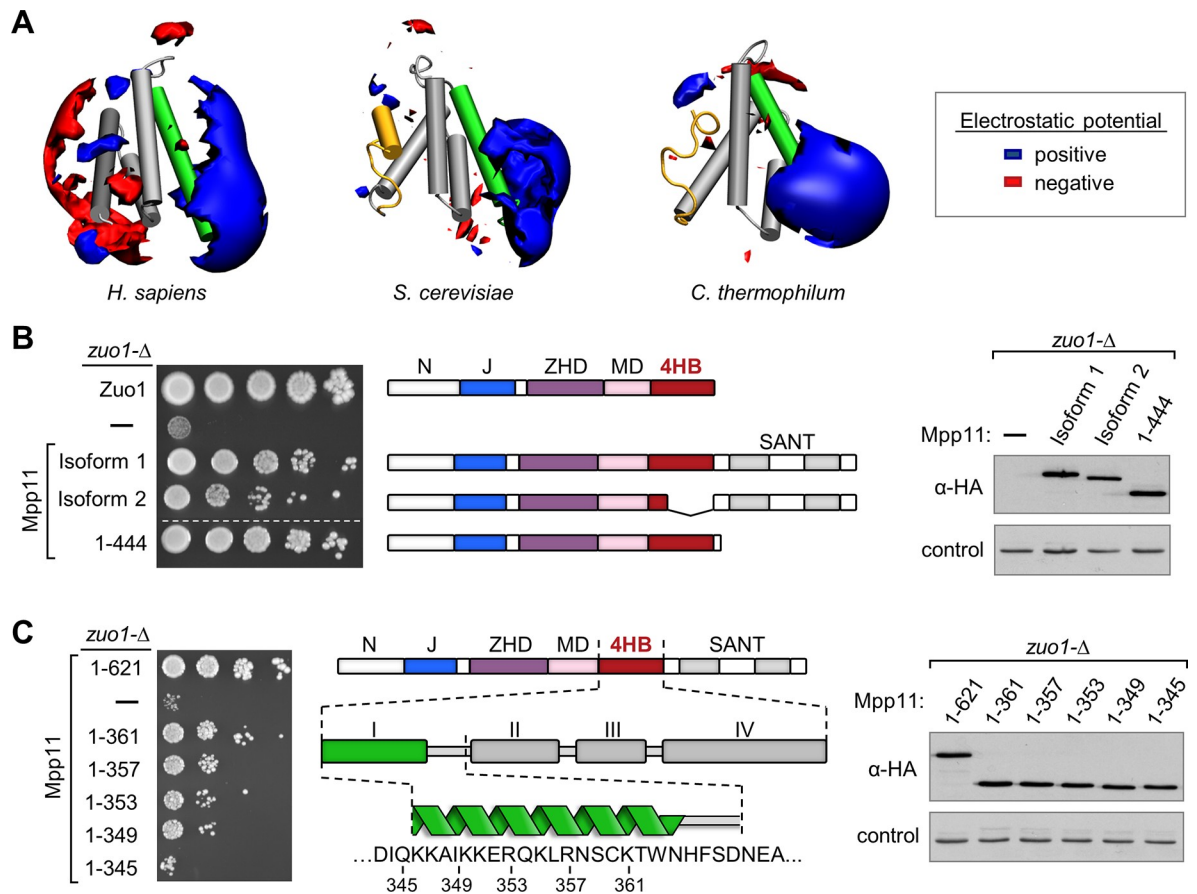 A
Electrostatic potential
positive
negative
H. sapiens
S. cerevisiae
C. thermophilum
B
zuo1-Δ
Zuo1
—
Mpp11
Isoform 1
Isoform 2
1-444
N J ZHD MD 4HB
SANT
zuo1-Δ
Mpp11: — Isoform 1 Isoform 2 1-444
α-HA
control
C
zuo1-Δ
Mpp11
1-621
—
1-361
1-357
1-353
1-349
1-345
N J ZHD MD 4HB SANT
I II III IV
...DIQKKAIKKERQKLRNSCKTWNHFSDNEA...
345 349 353 357 361
zuo1-Δ
Mpp11: 1-621 1-361 1-357 1-353 1-349 1-345
α-HA
control